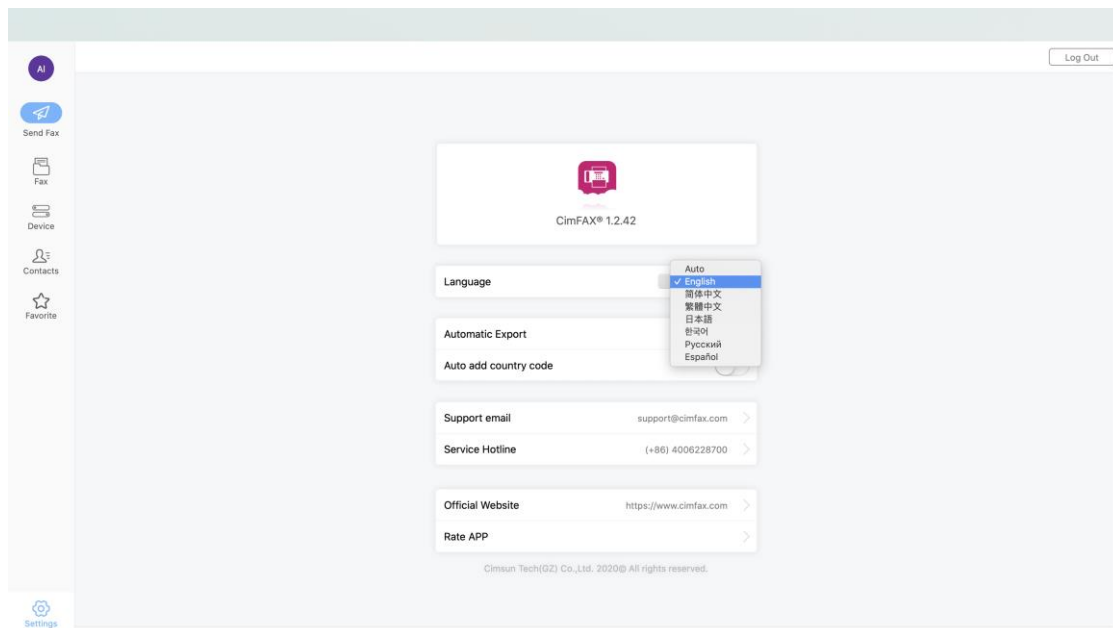 AI
Log Out
Send Fax
Fax
Device
Contacts
Favorite
Settings
CimFAX® 1.2.42
Language
Auto
✓ English
简体中文
繁體中文
日本語
한국어
Русский
Español
Automatic Export
Auto add country code
Support email support@cimfax.com
Service Hotline (+86) 4006228700
Official Website https://www.cimfax.com
Rate APP
Cimsun Tech(GZ) Co.,Ltd. 2020© All rights reserved.